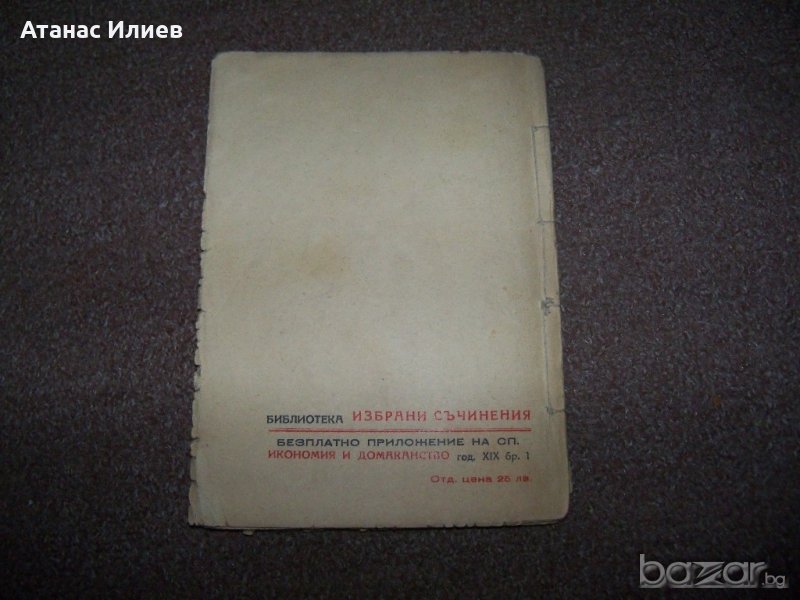 Атанас Илиев
БИБЛИОТЕКА ИЗБРАНИ СЪЧИНЕНИЯ
БЕЗПЛАТНО ПРИЛОЖЕНИЕ НА СП.
ИКОНОМИЯ И ДОМАКАНСТВО год. XIX бр. 1
Отд. цена 25 лв.
bazar.bg